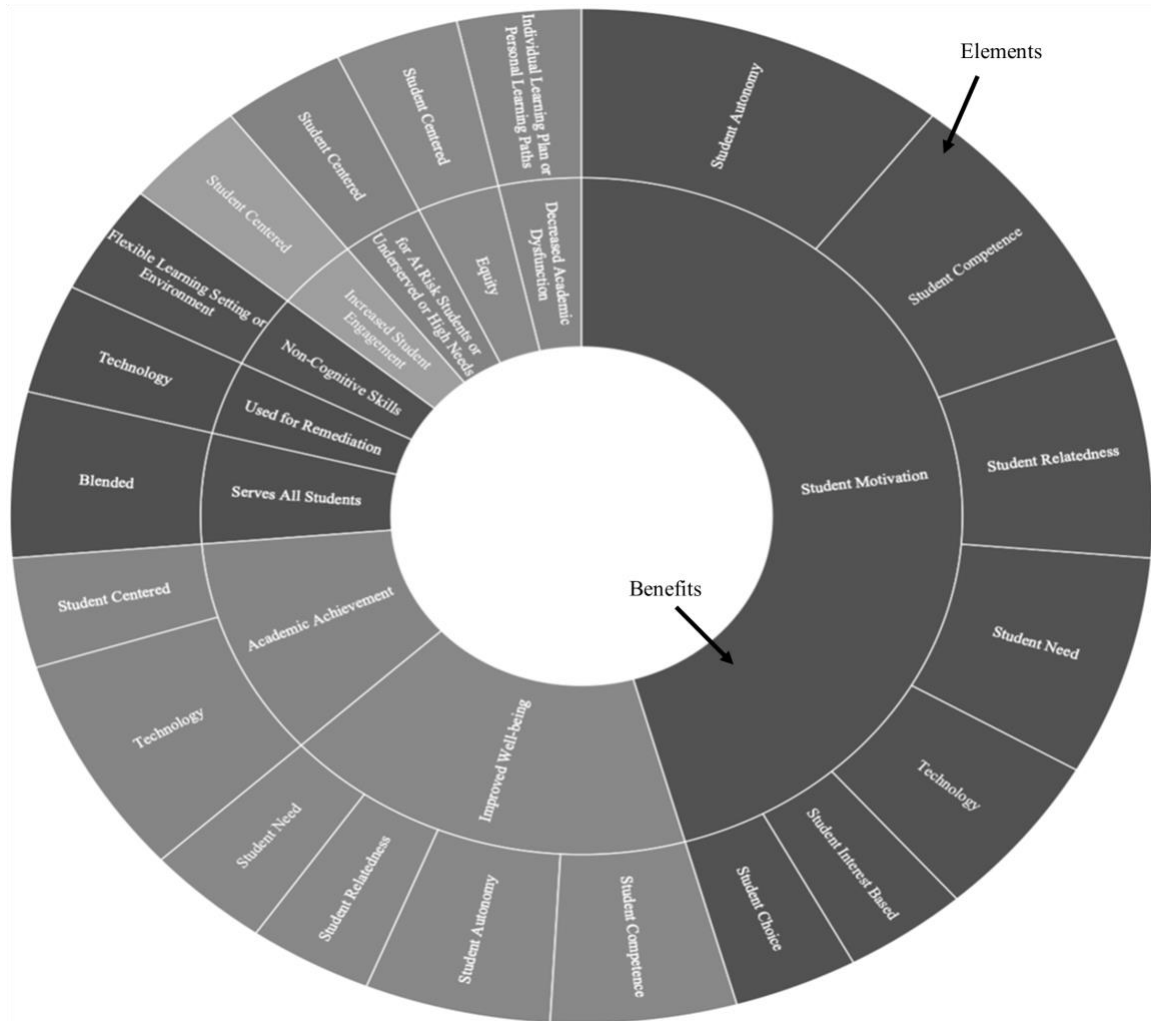 Elements
Benefits
Student Autonomy
Student Competence
Student Relatedness
Student Need
Technology
Student Interest Based
Student Choice
Student Motivation
Student Competence
Student Autonomy
Student Relatedness
Student Need
Improved Well-being
Technology
Student Centered
Academic Achievement
Blended
Serves All Students
Technology
Used for Remediation
Flexible Learning Setting or
Environment
Non-Cognitive Skills
Student Centered
Increased Student
Engagement
Student Centered
for At Risk Students or
Underserved or High Needs
Student Centered
Equity
Individual Learning Plan or
Personal Learning Paths
Decreased Academic
Dysfunction